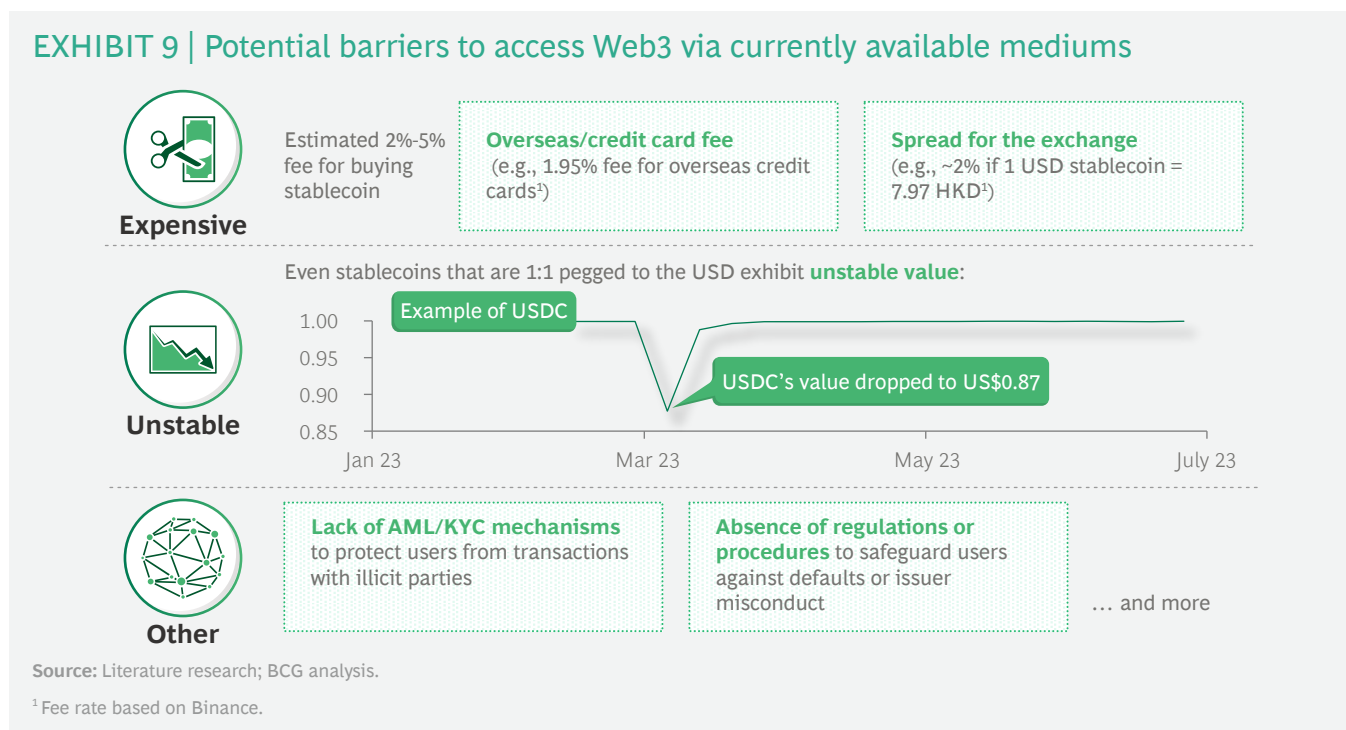 EXHIBIT 9 | Potential barriers to access Web3 via currently available mediums
Expensive
Estimated 2%-5%
fee for buying
stablecoin
Overseas/credit card fee
(e.g., 1.95% fee for overseas credit
cards¹)
Spread for the exchange
(e.g., ~2% if 1 USD stablecoin =
7.97 HKD¹)
Unstable
Even stablecoins that are 1:1 pegged to the USD exhibit unstable value:
Example of USDC
USDC’s value dropped to US$0.87
1.00
0.95
0.90
0.85
Jan 23
Mar 23
May 23
July 23
Other
Lack of AML/KYC mechanisms
to protect users from transactions
with illicit parties
Absence of regulations or
procedures to safeguard users
against defaults or issuer
misconduct
… and more
Source: Literature research; BCG analysis.
¹ Fee rate based on Binance.